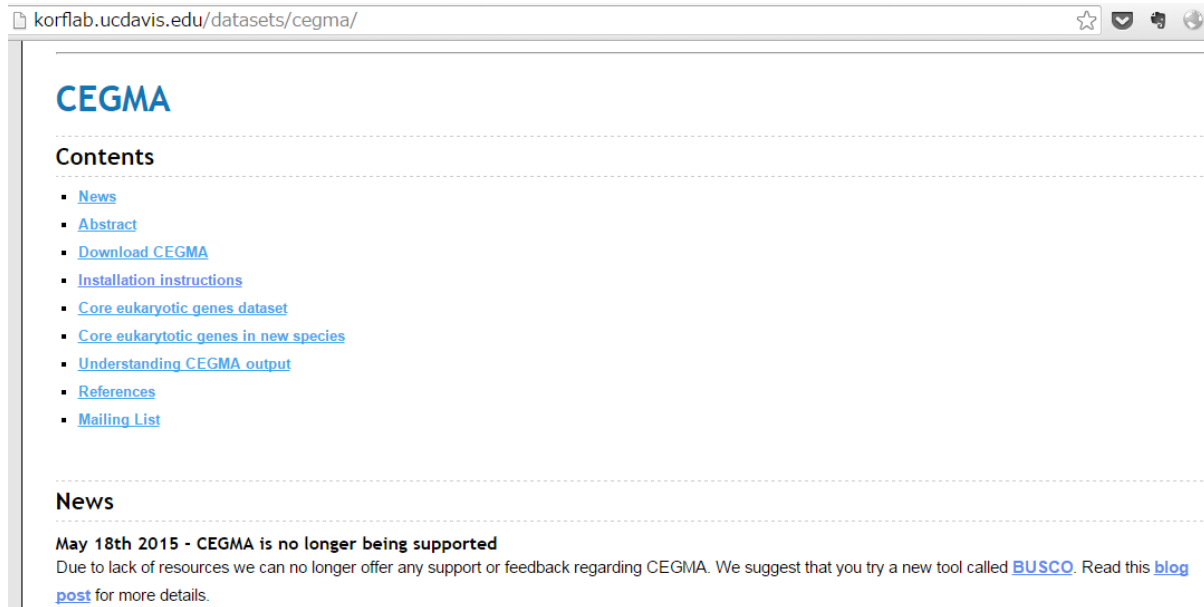 korflab.ucdavis.edu/datasets/cegma/
CEGMA
Contents
News
Abstract
Download CEGMA
Installation instructions
Core eukaryotic genes dataset
Core eukarytotic genes in new species
Understanding CEGMA output
References
Mailing List
News
May 18th 2015 - CEGMA is no longer being supported
Due to lack of resources we can no longer offer any support or feedback regarding CEGMA. We suggest that you try a new tool called BUSCO. Read this blog
post for more details.